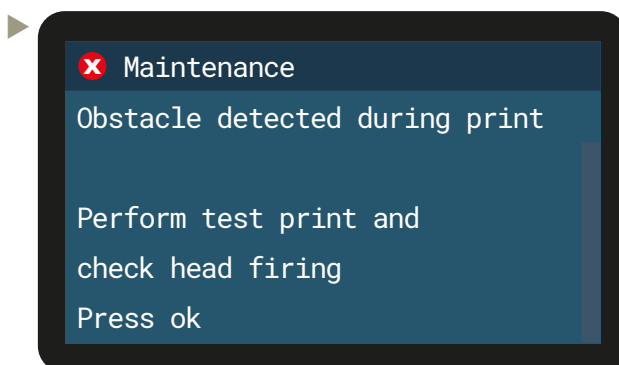 Maintenance
Obstacle detected during print
Perform test print and
check head firing
Press ok